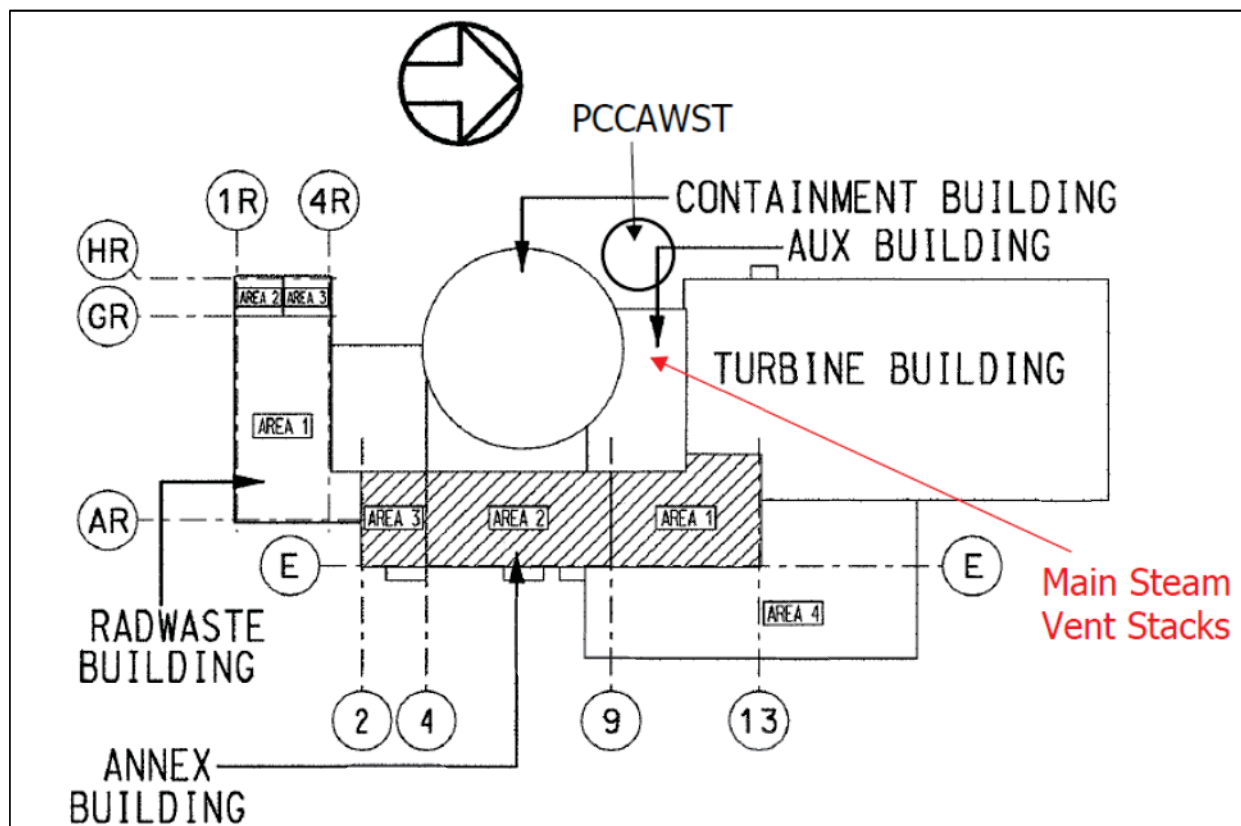 PCCAWST
CONTAINMENT BUILDING
AUX BUILDING
1R
4R
HR
GR
AREA 2
AREA 3
TURBINE BUILDING
AREA 1
AR
AREA 3
AREA 2
AREA 1
E
E
Main Steam
Vent Stacks
AREA 4
RADWASTE
BUILDING
2
4
9
13
ANNEX
BUILDING